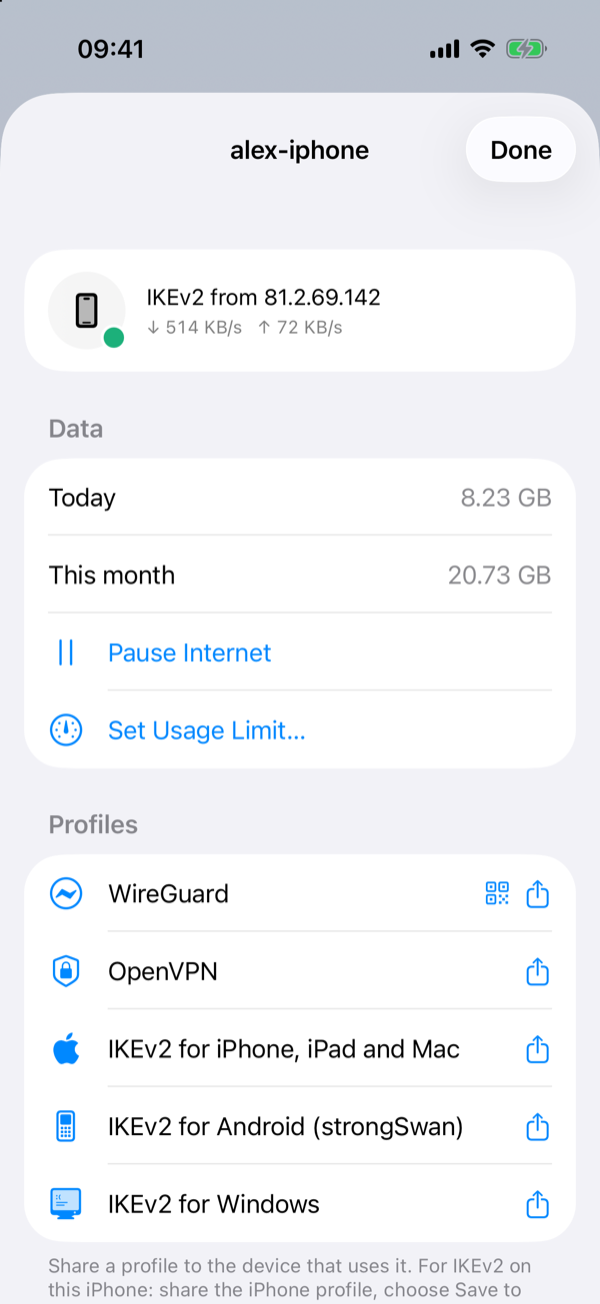 09:41
alex-iphone
Done
IKEv2 from 81.2.69.142
↓ 514 KB/s ↑ 72 KB/s
Data
Today 8.23 GB
This month 20.73 GB
Pause Internet
Set Usage Limit...
Profiles
WireGuard
OpenVPN
IKEv2 for iPhone, iPad and Mac
IKEv2 for Android (strongSwan)
IKEv2 for Windows
Share a profile to the device that uses it. For IKEv2 on
this iPhone: share the iPhone profile, choose Save to